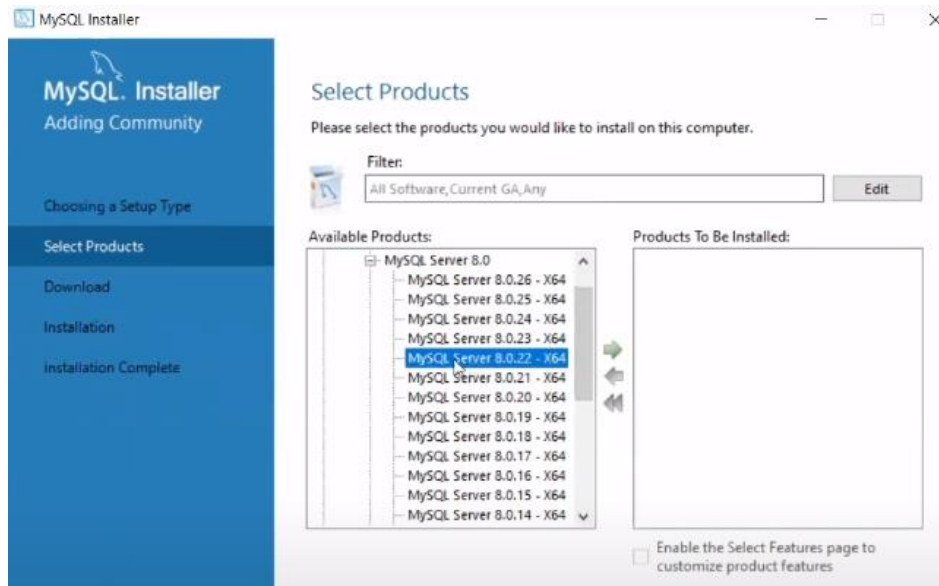 MySQL Installer
MySQL. Installer
Adding Community
Choosing a Setup Type
Select Products
Download
Installation
Installation Complete
Select Products
Please select the products you would like to install on this computer.
Filter:
All Software,Current GA,Any
Edit
Available Products:
MySQL Server 8.0
MySQL Server 8.0.26 - X64
MySQL Server 8.0.25 - X64
MySQL Server 8.0.24 - X64
MySQL Server 8.0.23 - X64
MySQL Server 8.0.22 - X64
MySQL Server 8.0.21 - X64
MySQL Server 8.0.20 - X64
MySQL Server 8.0.19 - X64
MySQL Server 8.0.18 - X64
MySQL Server 8.0.17 - X64
MySQL Server 8.0.16 - X64
MySQL Server 8.0.15 - X64
MySQL Server 8.0.14 - X64
Products To Be Installed:
Enable the Select Features page to
customize product features